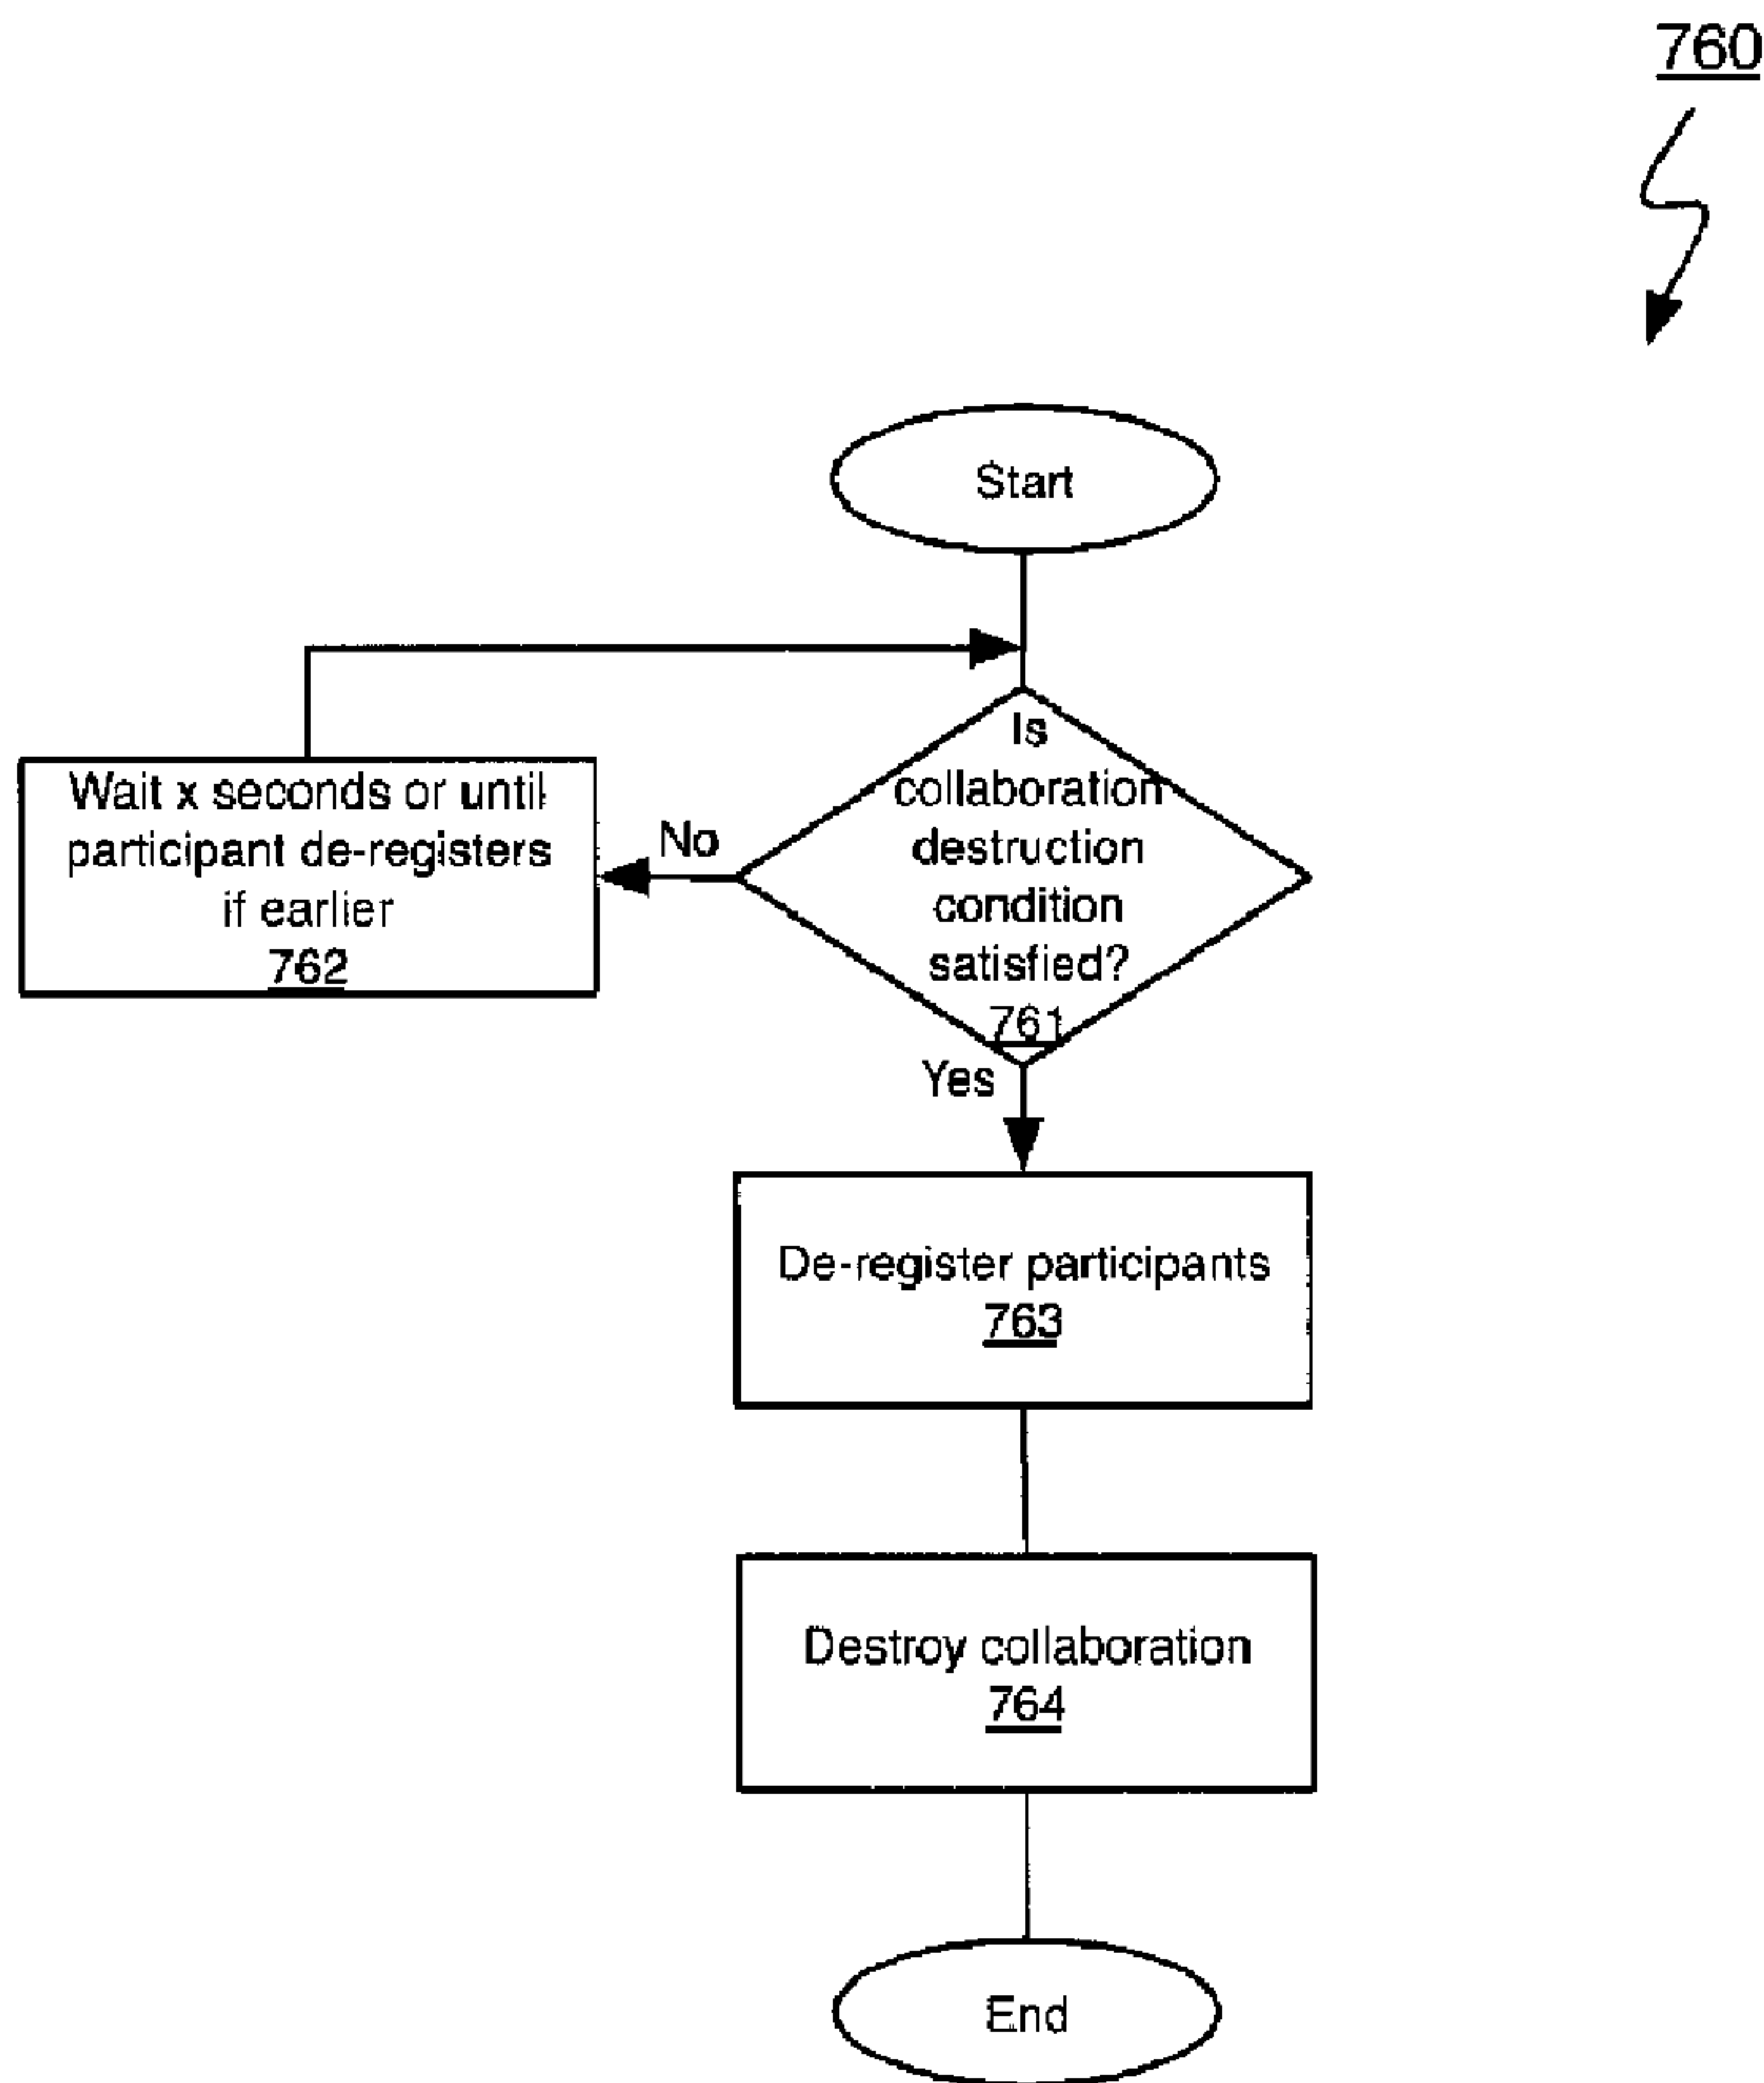 760
Start
Is
collaboration
destruction
condition
satisfied?
761
No
Wait x seconds or until
participant de-registers
if earlier
762
Yes
De-register participants
763
Destroy collaboration
764
End